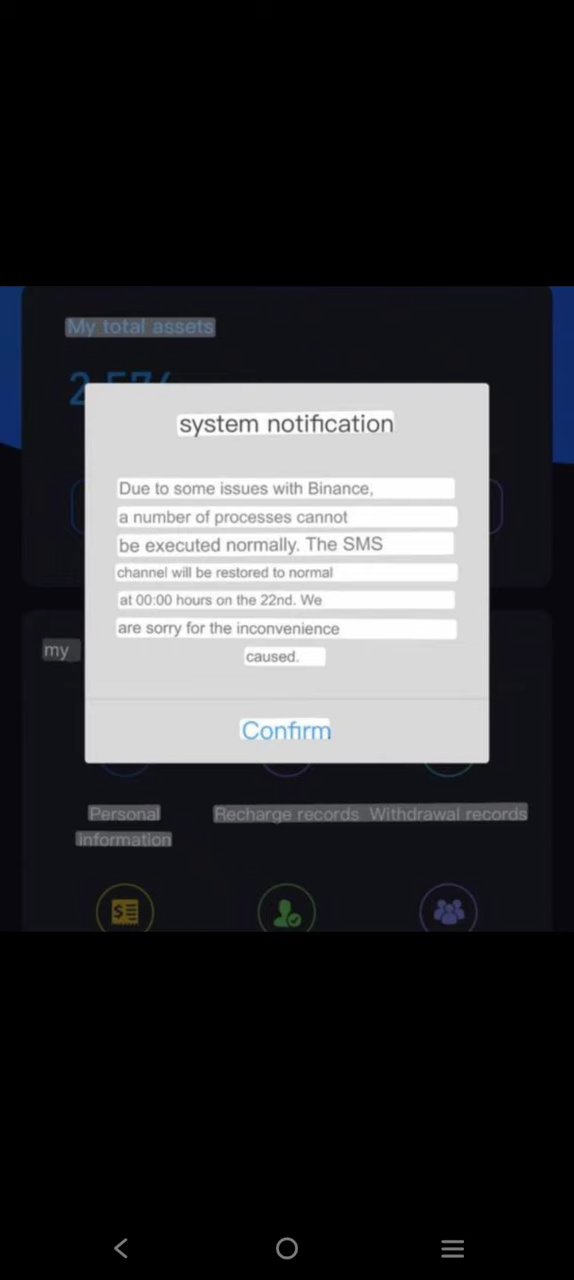 My total assets
system notification
Due to some issues with Binance,
a number of processes cannot
be executed normally. The SMS
channel will be restored to normal
at 00:00 hours on the 22nd. We
are sorry for the inconvenience
caused.
my
Confirm
Personal
information
Recharge records Withdrawal records